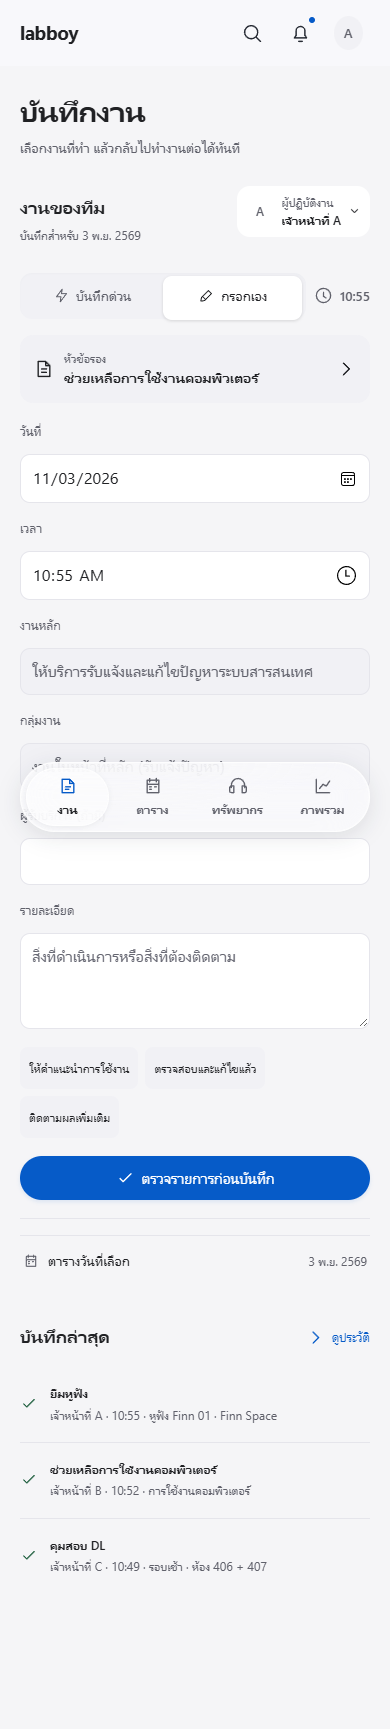 labboy
A
บันทึกงาน
เลือกงานที่ทำ แล้วกลับไปทำงานต่อได้ทันที
งานของทีม
บันทึกสำหรับ 3 พ.ย. 2569
A
ผู้ปฏิบัติงาน
เจ้าหน้าที่ A
บันทึกด่วน
กรอกเอง
10:55
หัวข้อรอง
ช่วยเหลือการใช้งานคอมพิวเตอร์
วันที่
11/03/2026
เวลา
10:55 AM
งานหลัก
ให้บริการรับแจ้งและแก้ไขปัญหาระบบสารสนเทศ
กลุ่มงาน
งาน
ตาราง
ทรัพยากร
ภาพรวม
รายละเอียด
สิ่งที่ดำเนินการหรือสิ่งที่ต้องติดตาม
ให้คำแนะนำการใช้งาน
ตรวจสอบและแก้ไขแล้ว
ติดตามผลเพิ่มเติม
ตรวจรายการก่อนบันทึก
ตารางวันที่เลือก
3 พ.ย. 2569
บันทึกล่าสุด
ดูประวัติ
ยืมหูฟัง
เจ้าหน้าที่ A · 10:55 · หูฟัง Finn 01 · Finn Space
ช่วยเหลือการใช้งานคอมพิวเตอร์
เจ้าหน้าที่ B · 10:52 · การใช้งานคอมพิวเตอร์
คุมสอบ DL
เจ้าหน้าที่ C · 10:49 · รอบเช้า · ห้อง 406 + 407